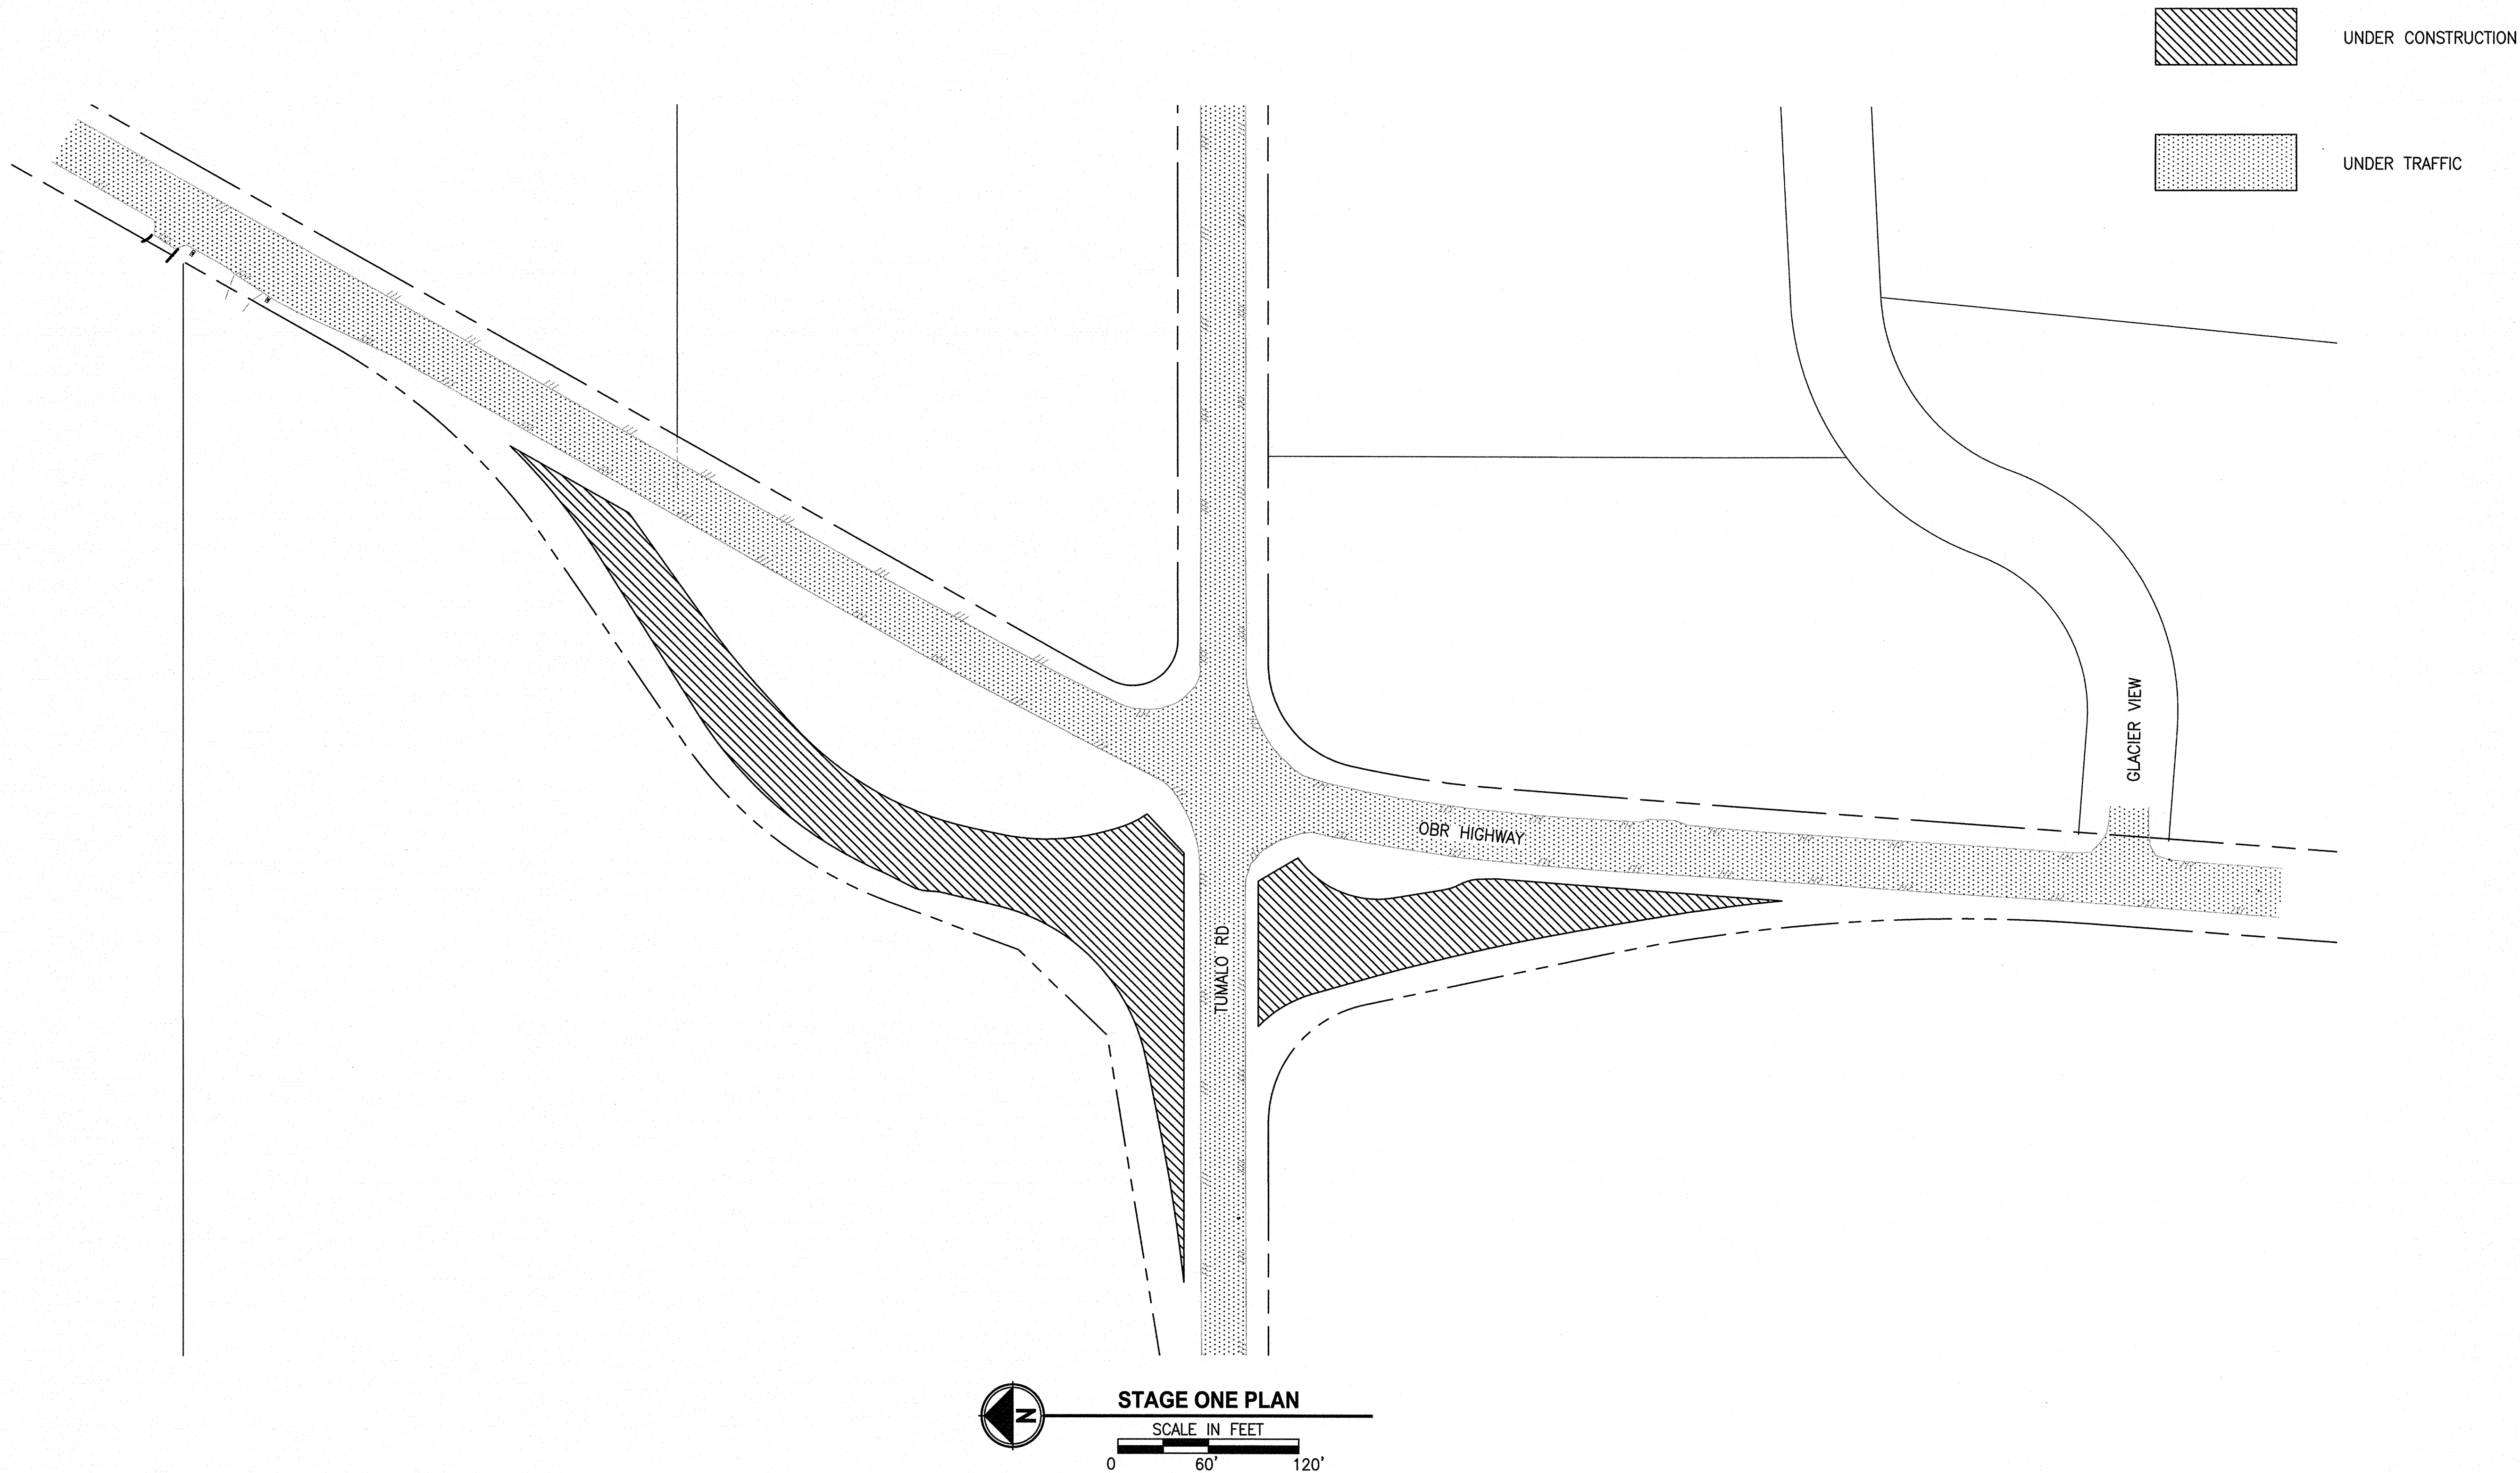 UNDER CONSTRUCTION
UNDER TRAFFIC
GLACIER VIEW
OBR HIGHWAY
TUMALO RD
N
STAGE ONE PLAN
SCALE IN FEET
0 60' 120'